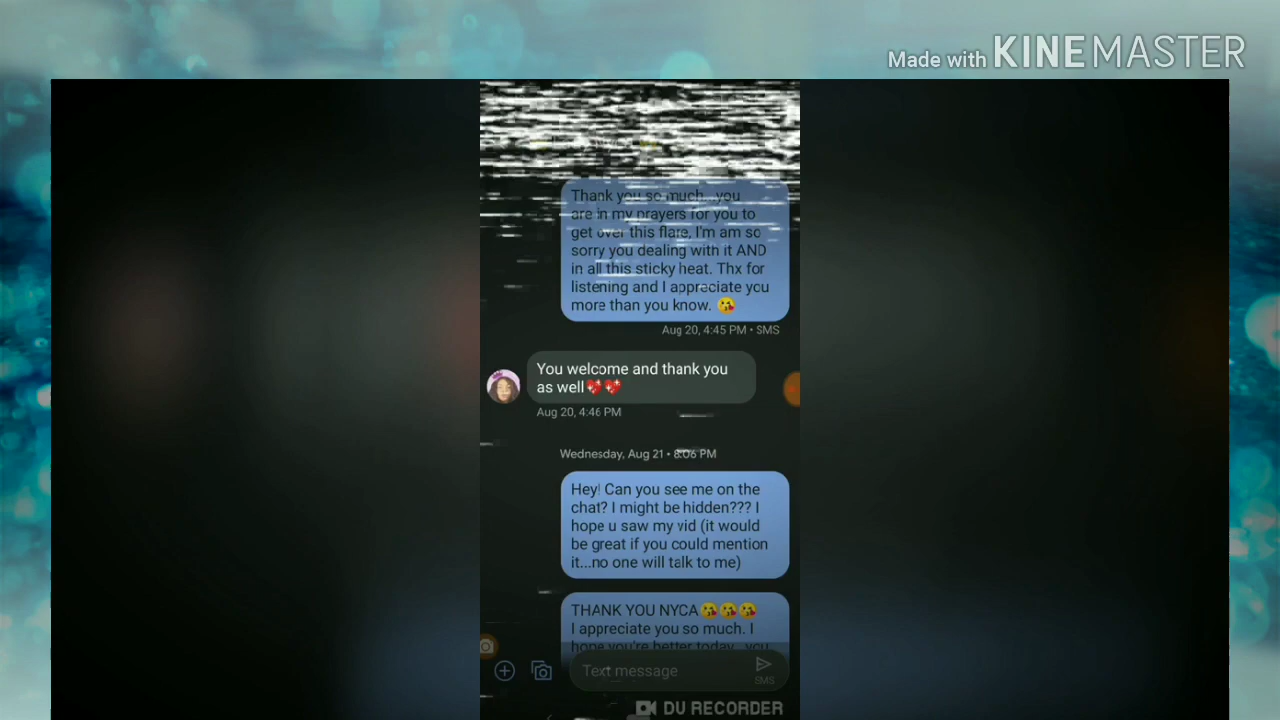 Made with KINEMASTER
Thank you so much...you
are in my prayers for you to
get over this flare, I'm am so
sorry you dealing with it AND
in all this sticky heat. Thx for
listening and I appreciate you
more than you know. 😘
Aug 20, 4:45 PM • SMS
You welcome and thank you
as well💖💖
Aug 20, 4:46 PM
Wednesday, Aug 21 • 8:06 PM
Hey! Can you see me on the
chat? I might be hidden??? I
hope u saw my vid (it would
be great if you could mention
it...no one will talk to me)
THANK YOU NYCA😘😘😘
I appreciate you so much. I
hope you're better today...you
Text message
SMS
DU RECORDER